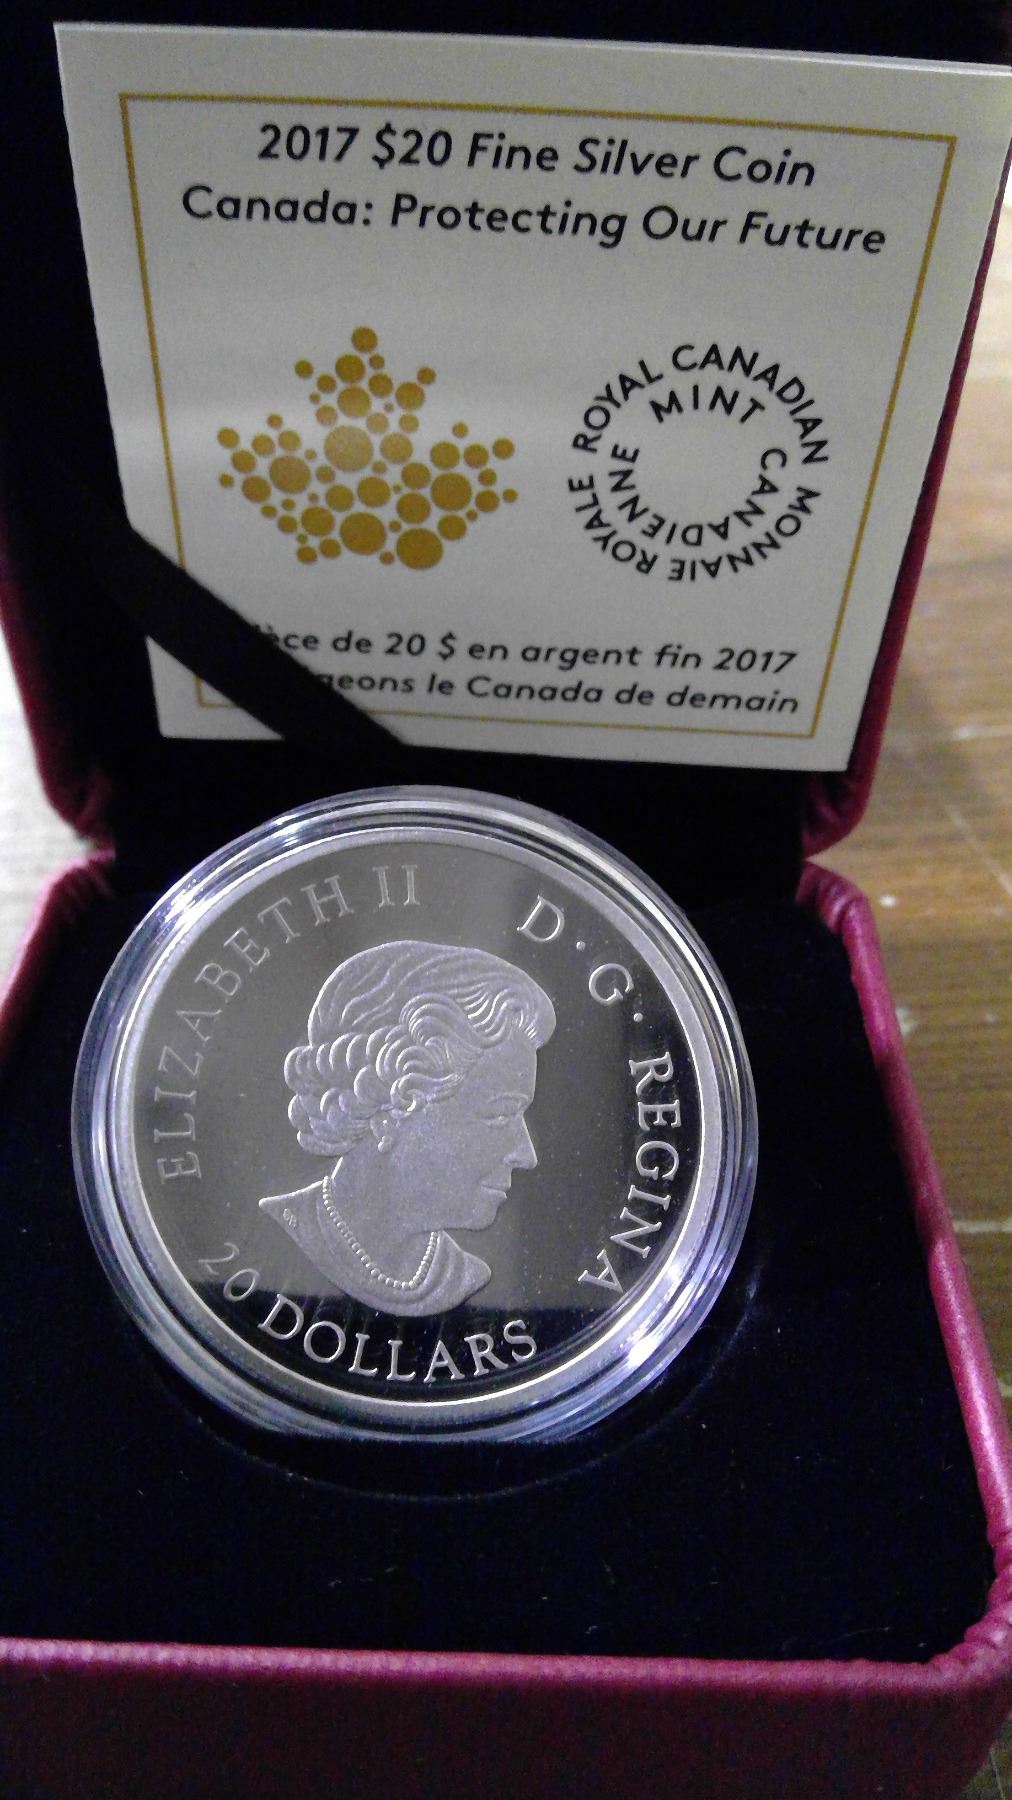 2017 $20 Fine Silver Coin
Canada: Protecting Our Future
ROYAL CANADIAN MINT
MONNAIE ROYALE CANADIENNE
de 20 $ en argent fin 2017
le Canada de demain
ELIZABETH II D·G·REGINA
20 DOLLARS